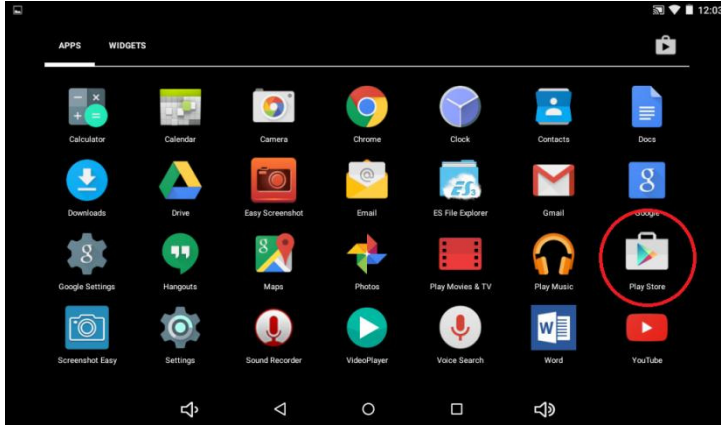 12:03
APPS WIDGETS
Calculator Calendar Camera Chrome Clock Contacts Docs
Downloads Drive Easy Screenshot Email ES File Explorer Gmail Google
Google Settings Hangouts Maps Photos Play Movies & TV Play Music Play Store
Screenshot Easy Settings Sound Recorder VideoPlayer Voice Search Word YouTube